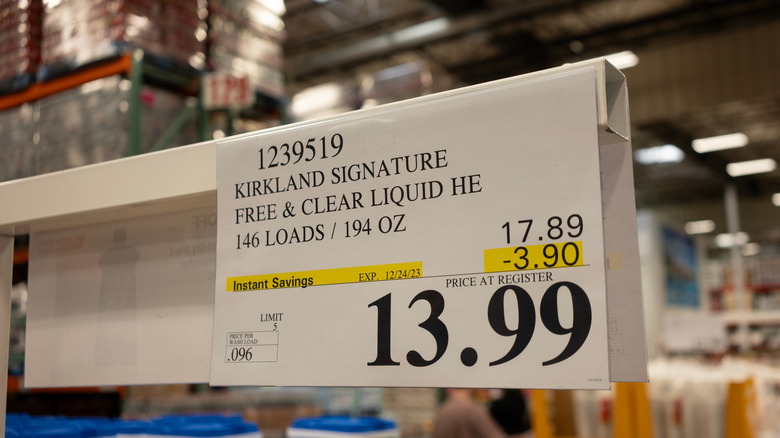 1239519
KIRKLAND SIGNATURE
FREE & CLEAR LIQUID HE
146 LOADS / 194 OZ
17.89
-3.90
Instant Savings EXP. 12/24/23
PRICE AT REGISTER
13.99
LIMIT
5
PRICE PER
WASH LOAD
.096